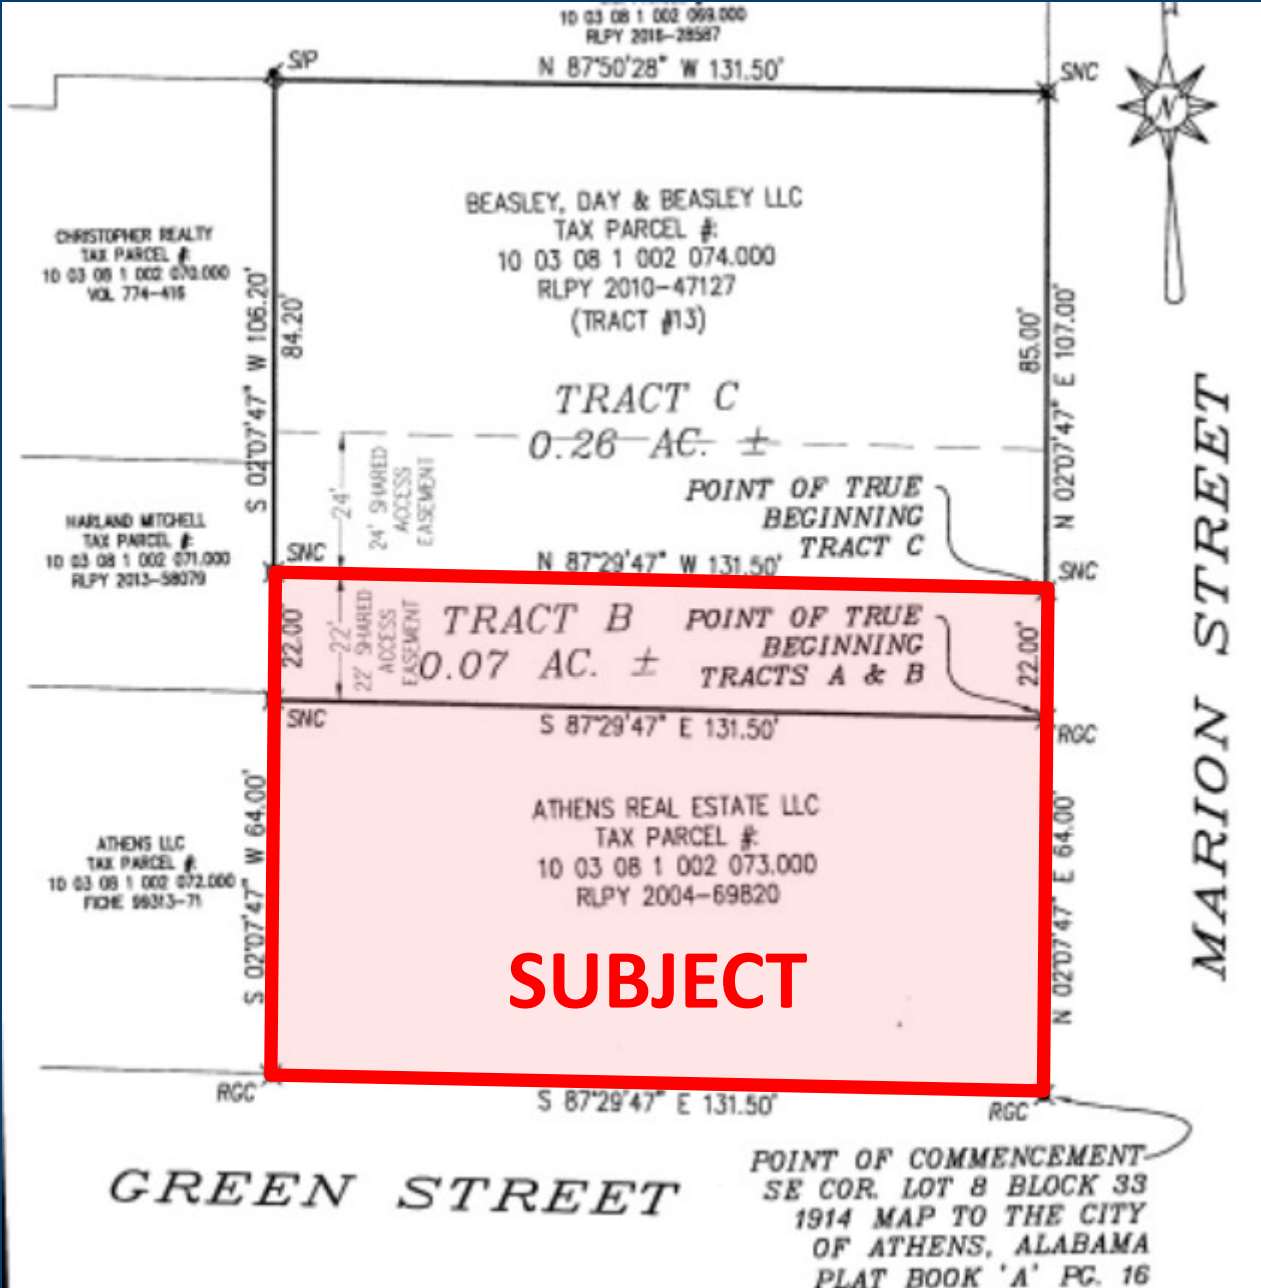 10 03 08 1 002 069.000
RLPY 2016-28587
N 87°50'28" W 131.50'
SIP
SNC
N
BEASLEY, DAY & BEASLEY LLC
TAX PARCEL #:
10 03 08 1 002 074.000
RLPY 2010-47127
(TRACT #13)
CHRISTOPHER REALTY
TAX PARCEL #:
10 03 08 1 002 070.000
VOL 774-416
S 02°07'47" W 106.20'
84.20'
85.00'
N 02°07'47" E 107.00'
TRACT C
0.26 AC. ±
24'
24' SHARED
ACCESS
EASEMENT
POINT OF TRUE
BEGINNING
TRACT C
HARLAND MITCHELL
TAX PARCEL #:
10 03 08 1 002 071.000
RLPY 2013-58079
SNC
N 87°29'47" W 131.50'
SNC
22.00'
22'
22' SHARED
ACCESS
EASEMENT
TRACT B
0.07 AC. ±
POINT OF TRUE
BEGINNING
TRACTS A & B
22.00'
SNC
S 87°29'47" E 131.50'
RGC
MARION STREET
S 02°07'47" W 64.00'
ATHENS REAL ESTATE LLC
TAX PARCEL #:
10 03 08 1 002 073.000
RLPY 2004-69820
N 02°07'47" E 64.00'
ATHENS LLC
TAX PARCEL #:
10 03 08 1 002 072.000
FICHE 99313-71
SUBJECT
RGC
S 87°29'47" E 131.50'
RGC
GREEN STREET
POINT OF COMMENCEMENT
SE COR. LOT 8 BLOCK 33
1914 MAP TO THE CITY
OF ATHENS, ALABAMA
PLAT BOOK 'A' PG. 16